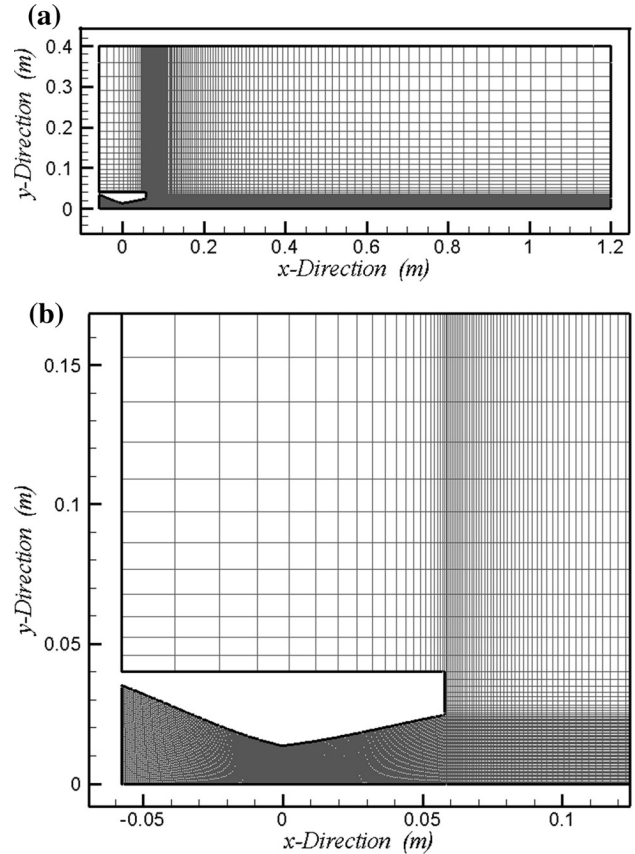 (a)
y-Direction (m)
0.4
0.3
0.2
0.1
0
0 0.2 0.4 0.6 0.8 1 1.2
x-Direction (m)
(b)
y-Direction (m)
0.15
0.1
0.05
0
-0.05 0 0.05 0.1
x-Direction (m)